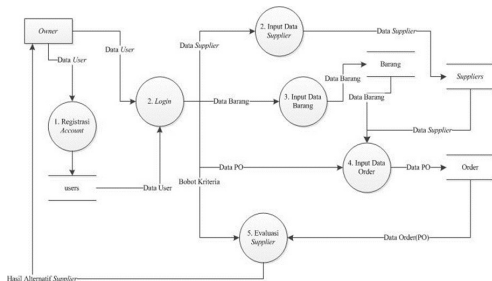 Owner
Data User
Data User
1. Registrasi
Account
users
Data User
2. Login
Data Supplier
2. Input Data
Supplier
Data Supplier
Suppliers
Data Barang
3. Input Data
Barang
Data Barang
Barang
Data Barang
Data Supplier
Data PO
4. Input Data
Order
Data PO
Order
Bobot Kriteria
5. Evaluasi
Supplier
Data Order(PO)
Hasil Alternatif Supplier